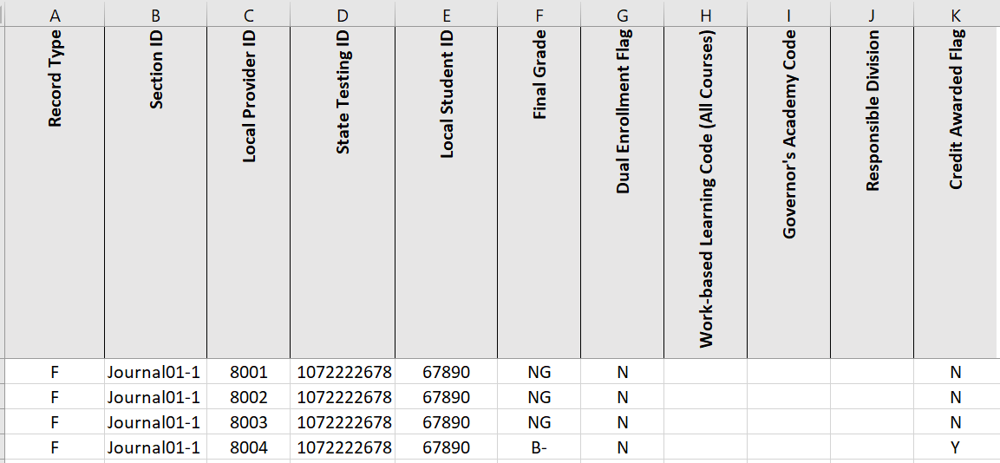 A B C D E F G H I J K
Record Type
Section ID
Local Provider ID
State Testing ID
Local Student ID
Final Grade
Dual Enrollment Flag
Work-based Learning Code (All Courses)
Governor's Academy Code
Responsible Division
Credit Awarded Flag
F Journal01-1 8001 1072222678 67890 NG N N
F Journal01-1 8002 1072222678 67890 NG N N
F Journal01-1 8003 1072222678 67890 NG N N
F Journal01-1 8004 1072222678 67890 B- N Y